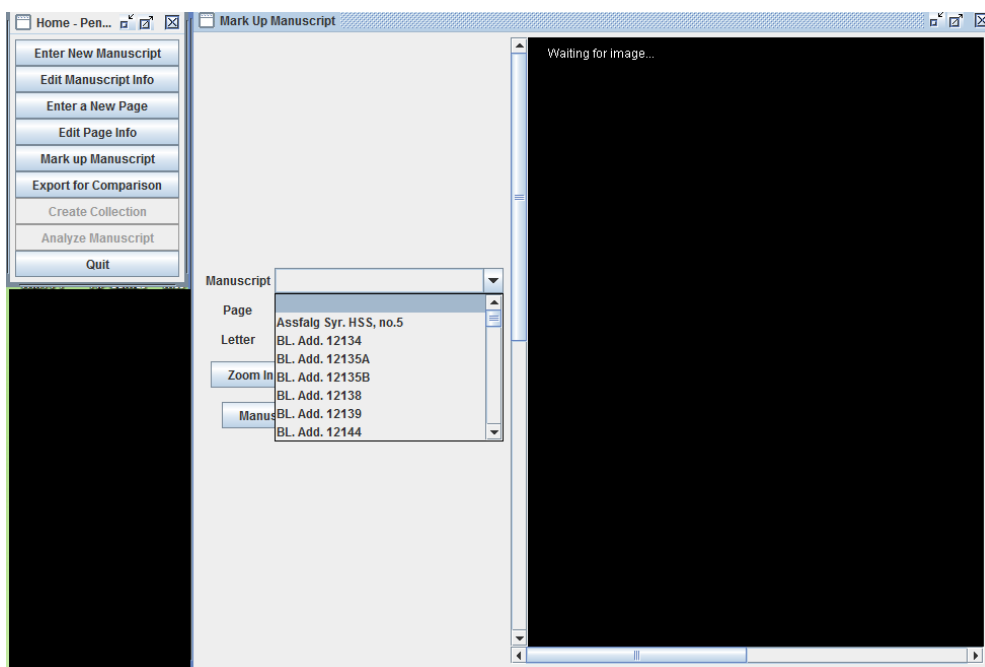 Home - Pen...
Enter New Manuscript
Edit Manuscript Info
Enter a New Page
Edit Page Info
Mark up Manuscript
Export for Comparison
Create Collection
Analyze Manuscript
Quit
Mark Up Manuscript
Manuscript
Assfalg Syr. HSS, no.5
BL. Add. 12134
BL. Add. 12135A
BL. Add. 12135B
BL. Add. 12138
BL. Add. 12139
BL. Add. 12144
Page
Letter
Zoom In
Manus
Waiting for image...